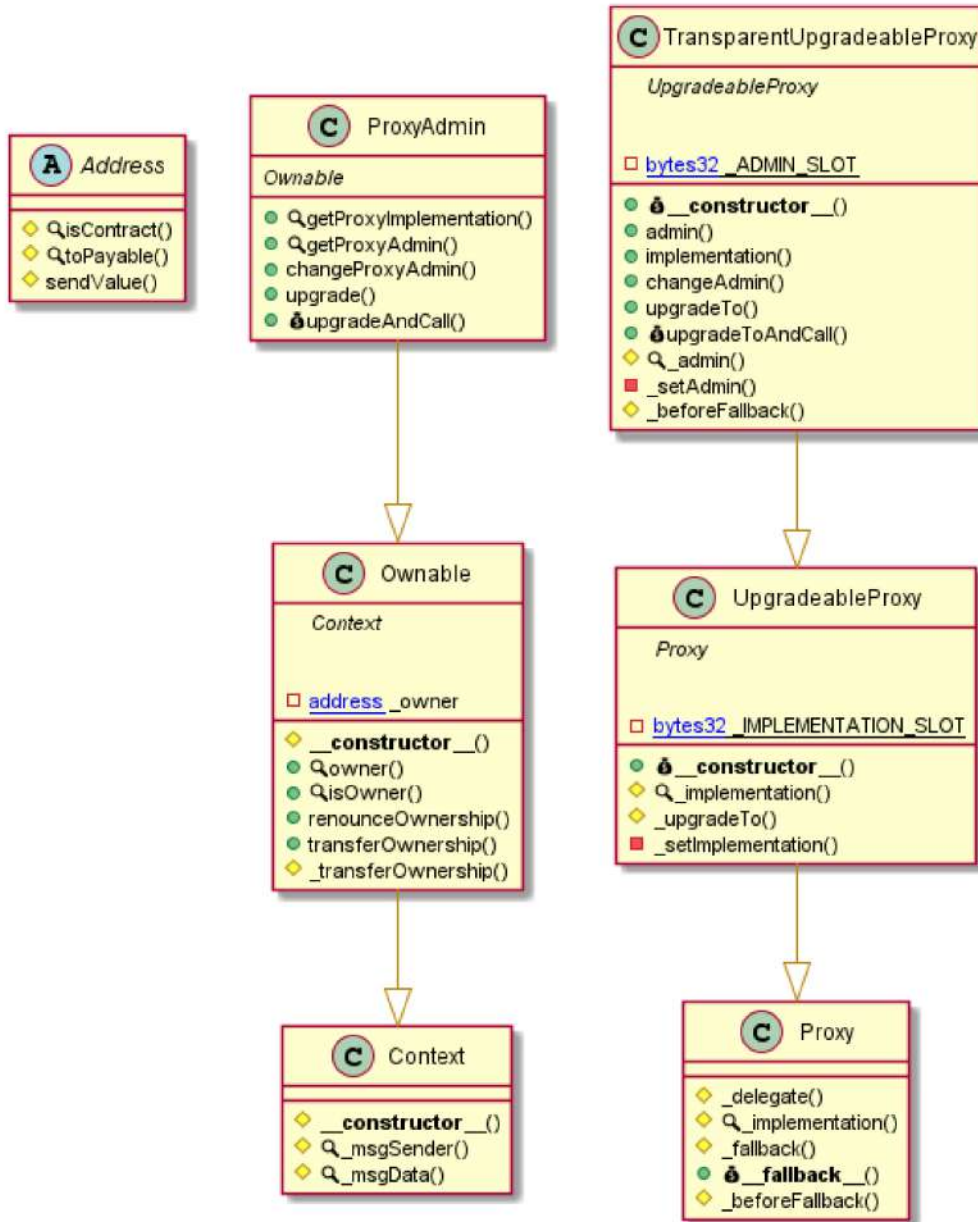 A Address
isContract()
toPayable()
sendValue()
C ProxyAdmin
Ownable
getProxyImplementation()
getProxyAdmin()
changeProxyAdmin()
upgrade()
upgradeAndCall()
C TransparentUpgradeableProxy
UpgradeableProxy
bytes32 _ADMIN_SLOT
__constructor__()
admin()
implementation()
changeAdmin()
upgradeTo()
upgradeToAndCall()
_admin()
_setAdmin()
_beforeFallback()
C Ownable
Context
address _owner
__constructor__()
owner()
isOwner()
renounceOwnership()
transferOwnership()
_transferOwnership()
C UpgradeableProxy
Proxy
bytes32 _IMPLEMENTATION_SLOT
__constructor__()
_implementation()
_upgradeTo()
_setImplementation()
C Context
__constructor__()
_msgSender()
_msgData()
C Proxy
_delegate()
_implementation()
_fallback()
__fallback__()
_beforeFallback()